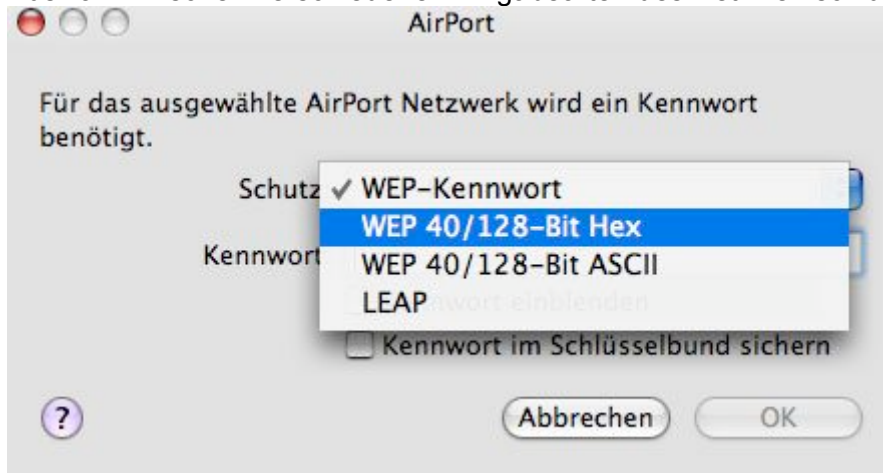 AirPort
Für das ausgewählte AirPort Netzwerk wird ein Kennwort
benötigt.
Schutz ✓ WEP-Kennwort
WEP 40/128-Bit Hex
Kennwort
WEP 40/128-Bit ASCII
LEAP
einblenden
Kennwort im Schlüsselbund sichern
? Abbrechen OK